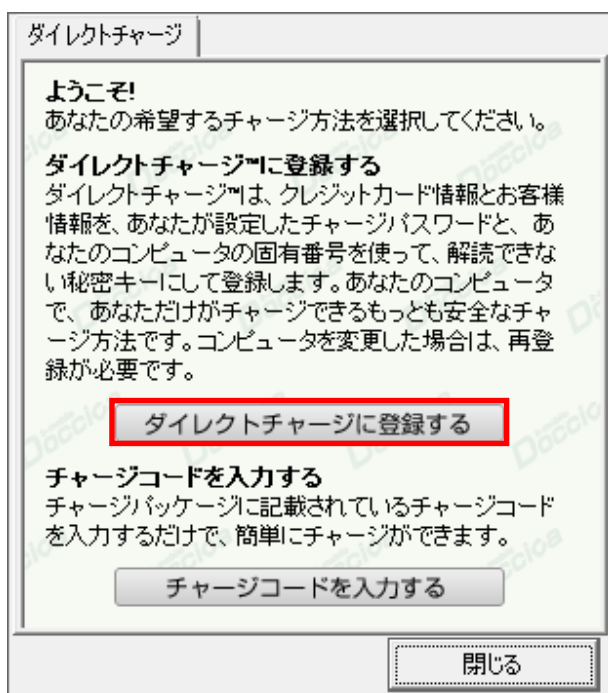 ダイレクトチャージ
ようこそ!
あなたの希望するチャージ方法を選択してください。
ダイレクトチャージ™に登録する
ダイレクトチャージ™は、クレジットカード情報とお客様
情報を、あなたが設定したチャージパスワードと、あ
なたのコンピュータの固有番号を使って、解読できな
い秘密キーにして登録します。あなたのコンピュータ
で、あなただけがチャージできるもっとも安全なチャ
ージ方法です。コンピュータを変更した場合は、再登
録が必要です。
ダイレクトチャージに登録する
チャージコードを入力する
チャージパッケージに記載されているチャージコード
を入力するだけで、簡単にチャージができます。
チャージコードを入力する
閉じる